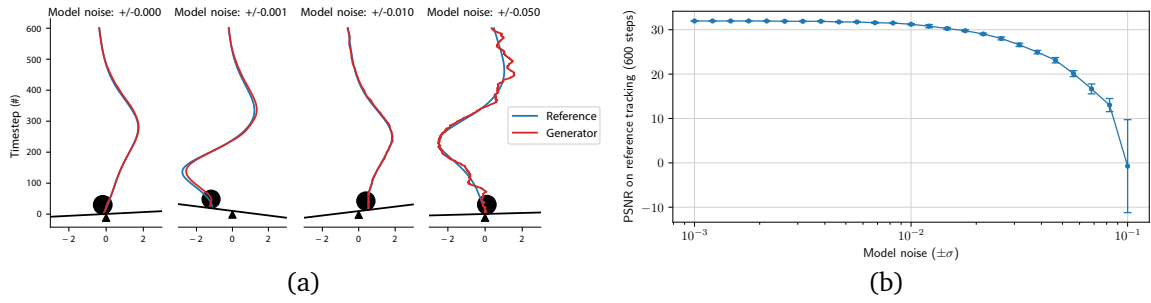 Model noise: +/-0.000
Model noise: +/-0.001
Model noise: +/-0.010
Model noise: +/-0.050
Timestep (#)
600
500
400
300
200
100
0
−2 0 2
−2 0 2
−2 0 2
−2 0 2
Reference
Generator
(a)
PSNR on reference tracking (600 steps)
30
20
10
0
−10
10⁻³ 10⁻² 10⁻¹
Model noise (±σ)
(b)